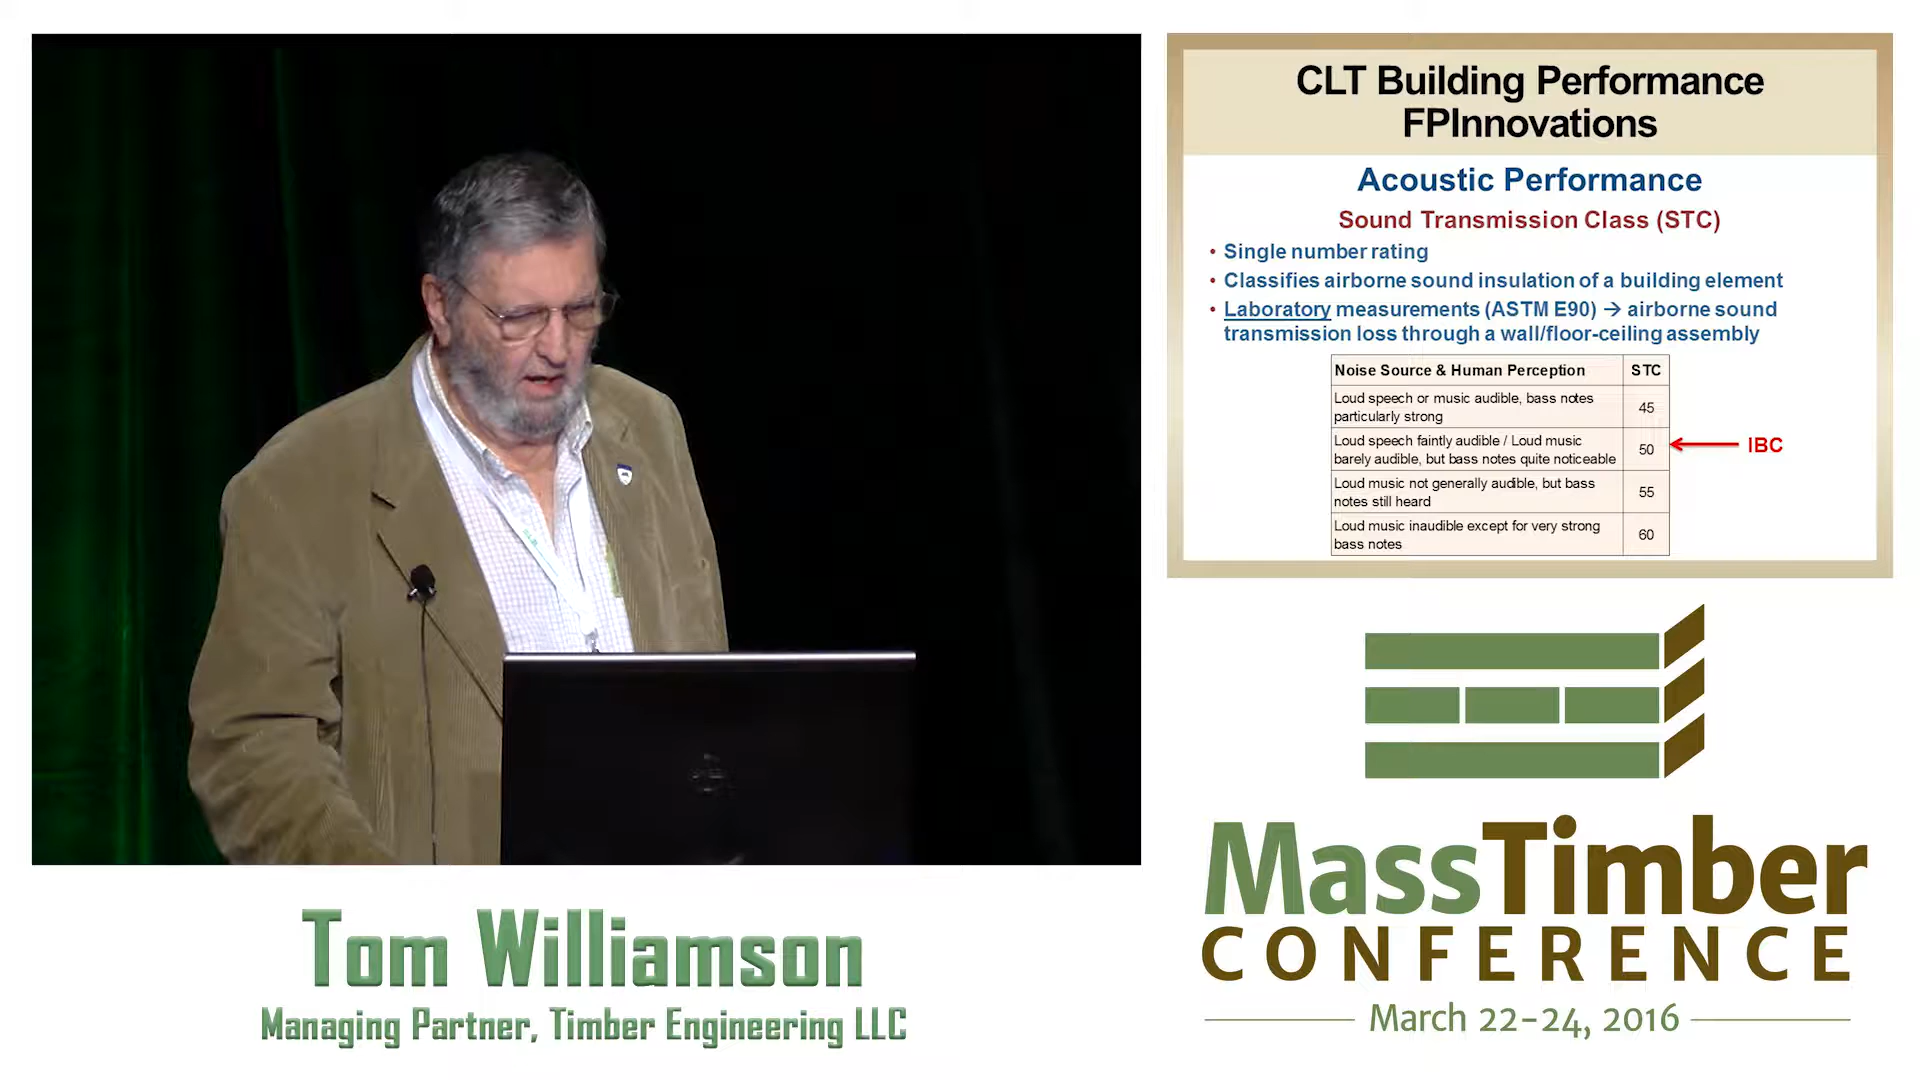 CLT Building Performance
FPInnovations
Acoustic Performance
Sound Transmission Class (STC)
• Single number rating
• Classifies airborne sound insulation of a building element
• Laboratory measurements (ASTM E90) → airborne sound
transmission loss through a wall/floor-ceiling assembly
Noise Source & Human Perception STC
Loud speech or music audible, bass notes
particularly strong 45
Loud speech faintly audible / Loud music
barely audible, but bass notes quite noticeable 50
IBC
Loud music not generally audible, but bass
notes still heard 55
Loud music inaudible except for very strong
bass notes 60
MassTimber
CONFERENCE
March 22-24, 2016
Tom Williamson
Managing Partner, Timber Engineering LLC